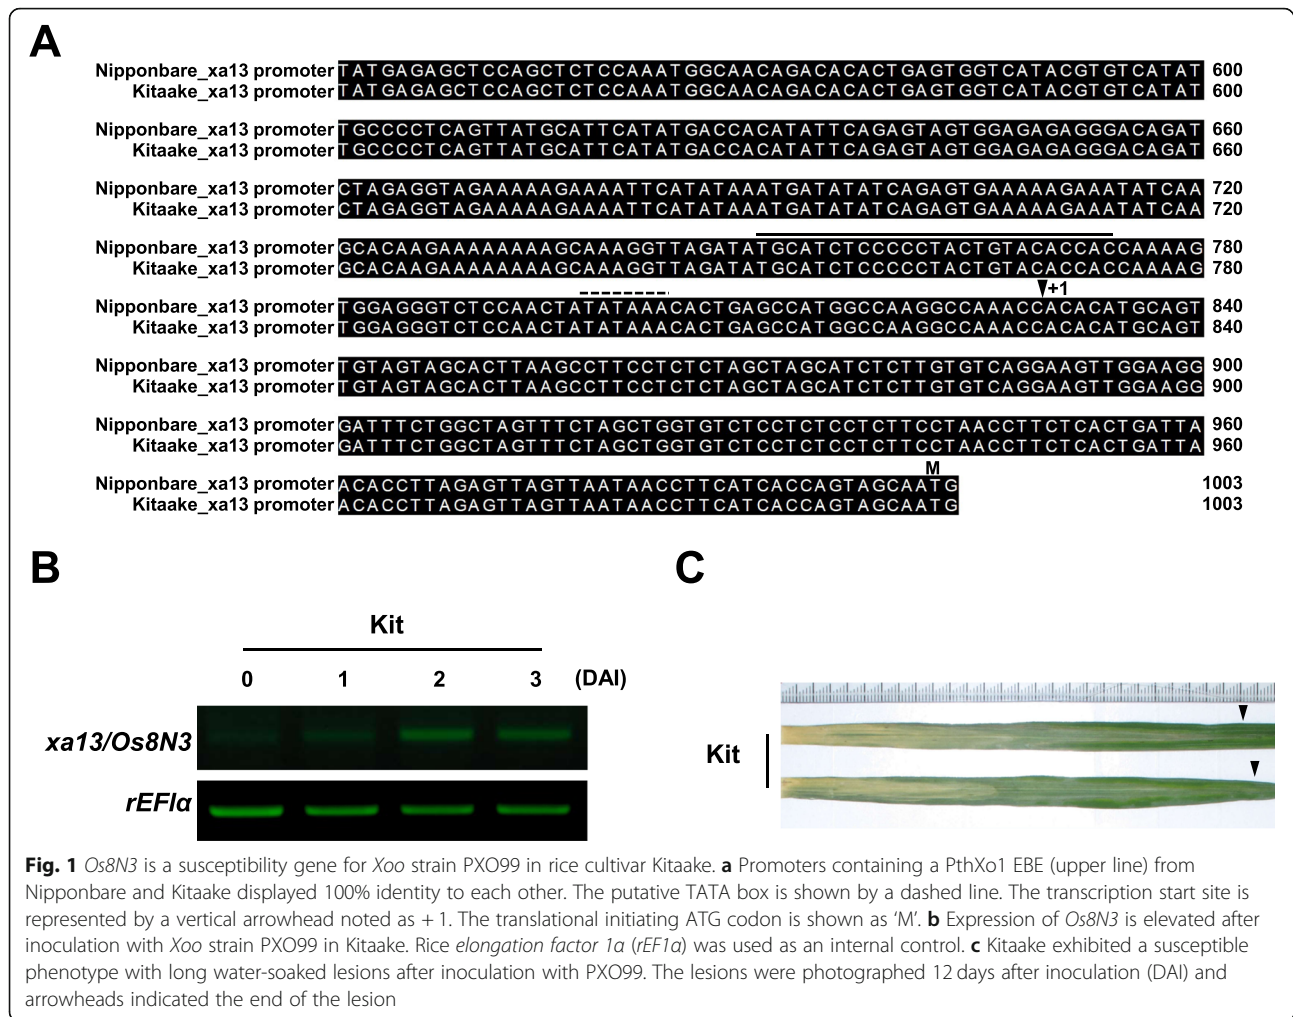 A
Nipponbare_xa13 promoter TATGAGAGCTCCAGCTCTCCAAATGGCAACAGACACACTGAGTGGTCATACGTGTCATAT 600
Kitaake_xa13 promoter TATGAGAGCTCCAGCTCTCCAAATGGCAACAGACACACTGAGTGGTCATACGTGTCATAT 600
Nipponbare_xa13 promoter TGCCCCTCAGTTATGCATTCATATGACCACATATTCAGAGTAGTGGAGAGAGGGACAGAT 660
Kitaake_xa13 promoter TGCCCCTCAGTTATGCATTCATATGACCACATATTCAGAGTAGTGGAGAGAGGGACAGAT 660
Nipponbare_xa13 promoter CTAGAGGTAGAAAAAGAAAATTCATATAAATGATATATCAGAGTGAAAAAGAAATATCAA 720
Kitaake_xa13 promoter CTAGAGGTAGAAAAAGAAAATTCATATAAATGATATATCAGAGTGAAAAAGAAATATCAA 720
Nipponbare_xa13 promoter GCACAAGAAAAAAAAGCAAAGGTTAGATATGCATCTCCCCCTACTGTACACCACCAAAAG 780
Kitaake_xa13 promoter GCACAAGAAAAAAAAGCAAAGGTTAGATATGCATCTCCCCCTACTGTACACCACCAAAAG 780
+1
Nipponbare_xa13 promoter TGGAGGGTCTCCAACTATATAAACACTGAGCCATGGCCAAGGCCAAACCACACATGCAGT 840
Kitaake_xa13 promoter TGGAGGGTCTCCAACTATATAAACACTGAGCCATGGCCAAGGCCAAACCACACATGCAGT 840
Nipponbare_xa13 promoter TGTAGTAGCACTTAAGCCTTCCTCTCTAGCTAGCATCTCTTGTGTCAGGAAGTTGGAAGG 900
Kitaake_xa13 promoter TGTAGTAGCACTTAAGCCTTCCTCTCTAGCTAGCATCTCTTGTGTCAGGAAGTTGGAAGG 900
Nipponbare_xa13 promoter GATTTCTGGCTAGTTTCTAGCTGGTGTCTCCTCTCCTCTTCCTAACCTTCTCACTGATTA 960
Kitaake_xa13 promoter GATTTCTGGCTAGTTTCTAGCTGGTGTCTCCTCTCCTCTTCCTAACCTTCTCACTGATTA 960
M
Nipponbare_xa13 promoter ACACCTTAGAGTTAGTTAATAACCTTCATCACCAGTAGCAATG 1003
Kitaake_xa13 promoter ACACCTTAGAGTTAGTTAATAACCTTCATCACCAGTAGCAATG 1003
B
Kit
0 1 2 3 (DAI)
xa13/Os8N3
rEFIα
C
Kit
Fig. 1 Os8N3 is a susceptibility gene for Xoo strain PXO99 in rice cultivar Kitaake. a Promoters containing a PthXo1 EBE (upper line) from
Nipponbare and Kitaake displayed 100% identity to each other. The putative TATA box is shown by a dashed line. The transcription start site is
represented by a vertical arrowhead noted as + 1. The translational initiating ATG codon is shown as ‘M’. b Expression of Os8N3 is elevated after
inoculation with Xoo strain PXO99 in Kitaake. Rice elongation factor 1α (rEF1α) was used as an internal control. c Kitaake exhibited a susceptible
phenotype with long water-soaked lesions after inoculation with PXO99. The lesions were photographed 12 days after inoculation (DAI) and
arrowheads indicated the end of the lesion